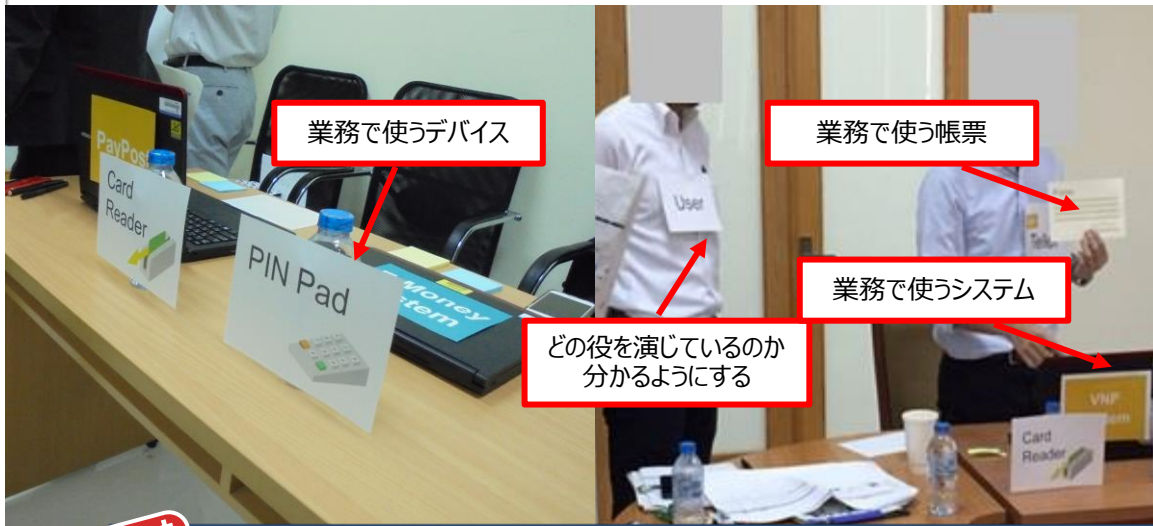 業務で使うデバイス
PayPost
Card
Reader
PIN Pad
Money
業務で使う帳票
User
業務で使うシステム
どの役を演じているのか
分かるようにする
VNP
Card
Reader